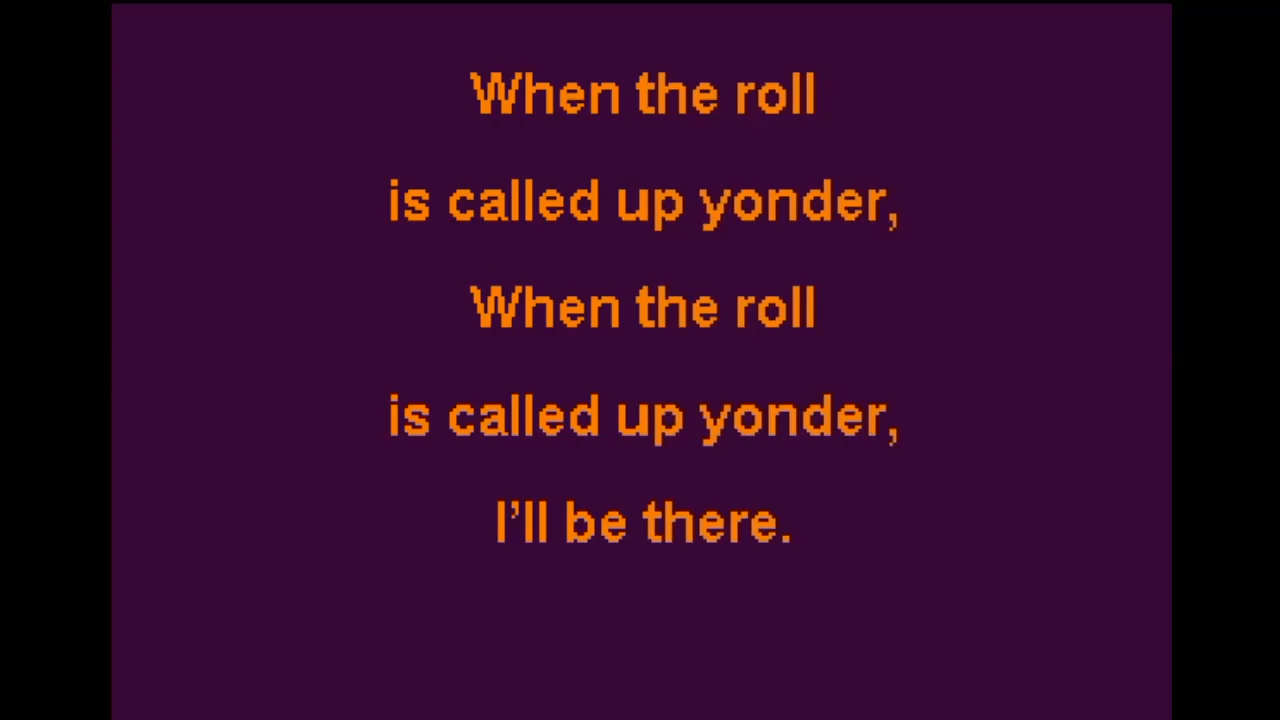 When the roll
is called up yonder,
When the roll
is called up yonder,
I’ll be there.